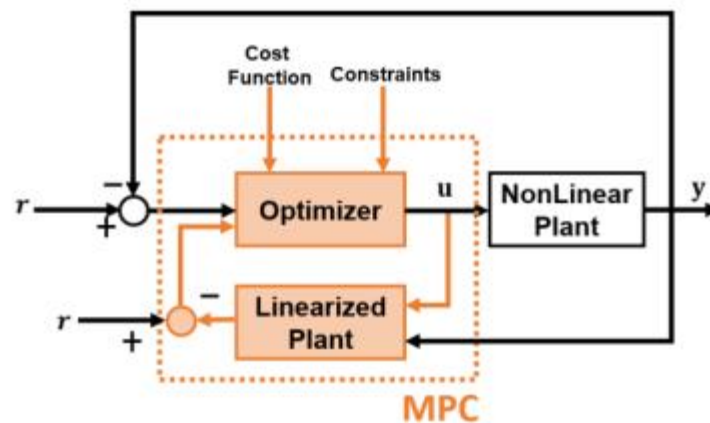 Cost
Function
Constraints
−
r
+
Optimizer
u
NonLinear
Plant
y
−
r
+
Linearized
Plant
MPC